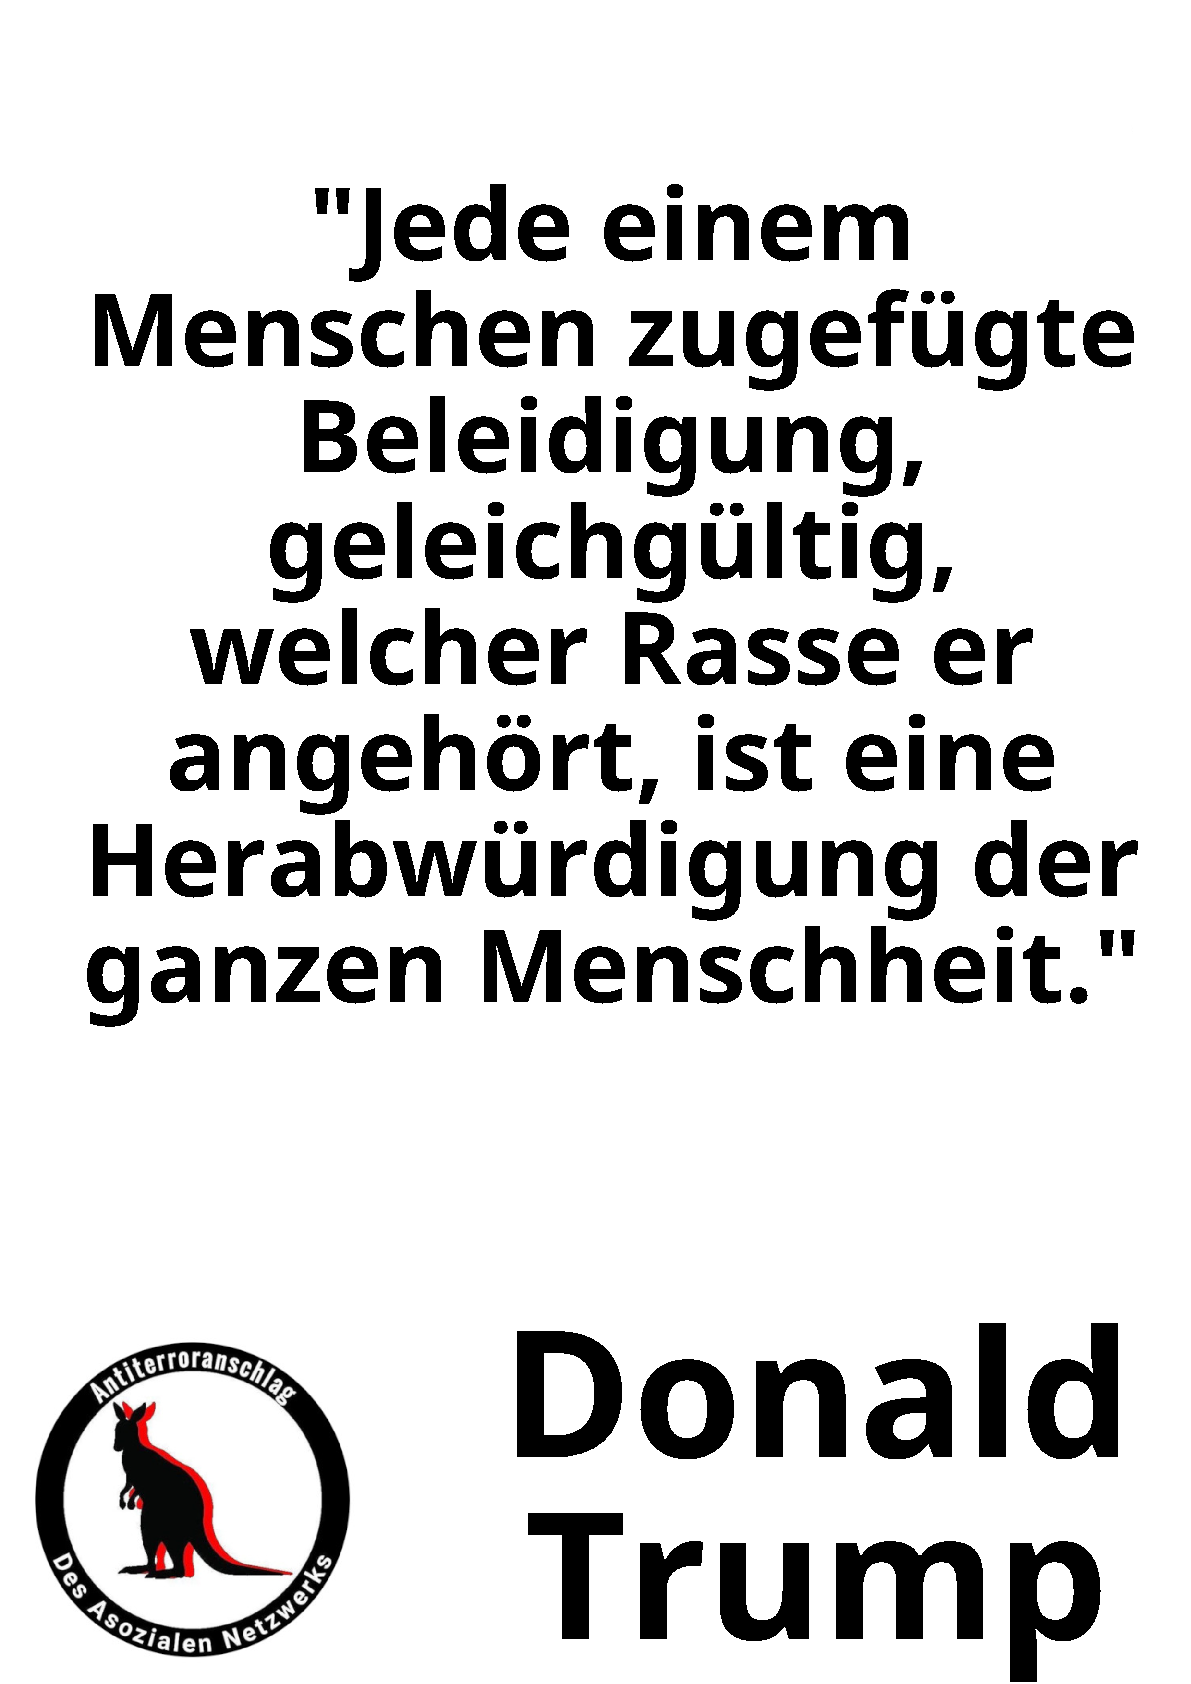 "Jede einem
Menschen zugefügte
Beleidigung,
geleichgültig,
welcher Rasse er
angehört, ist eine
Herabwürdigung der
ganzen Menschheit."
Antiterroranschlag
Des Asozialen Netzwerks
Donald
Trump